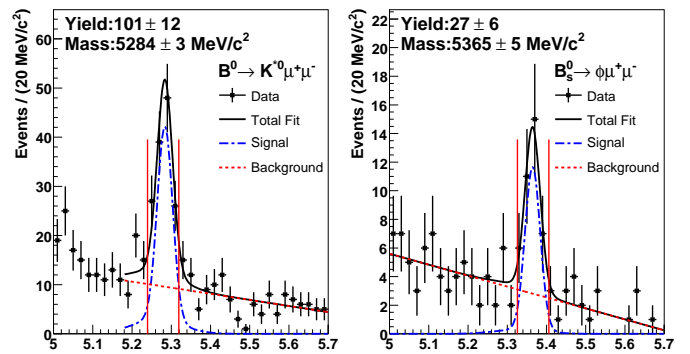 Yield:101± 12
Mass:5284 ± 3 MeV/c²
B⁰→ K*⁰μ⁺μ⁻
Data
Total Fit
Signal
Background
Events / (20 MeV/c²)
60
50
40
30
20
10
0
5 5.1 5.2 5.3 5.4 5.5 5.6 5.7
Yield:27 ± 6
Mass:5365 ± 5 MeV/c²
B⁰ₛ→ φμ⁺μ⁻
Data
Total Fit
Signal
Background
Events / (20 MeV/c²)
22
20
18
16
14
12
10
8
6
4
2
0
5 5.1 5.2 5.3 5.4 5.5 5.6 5.7